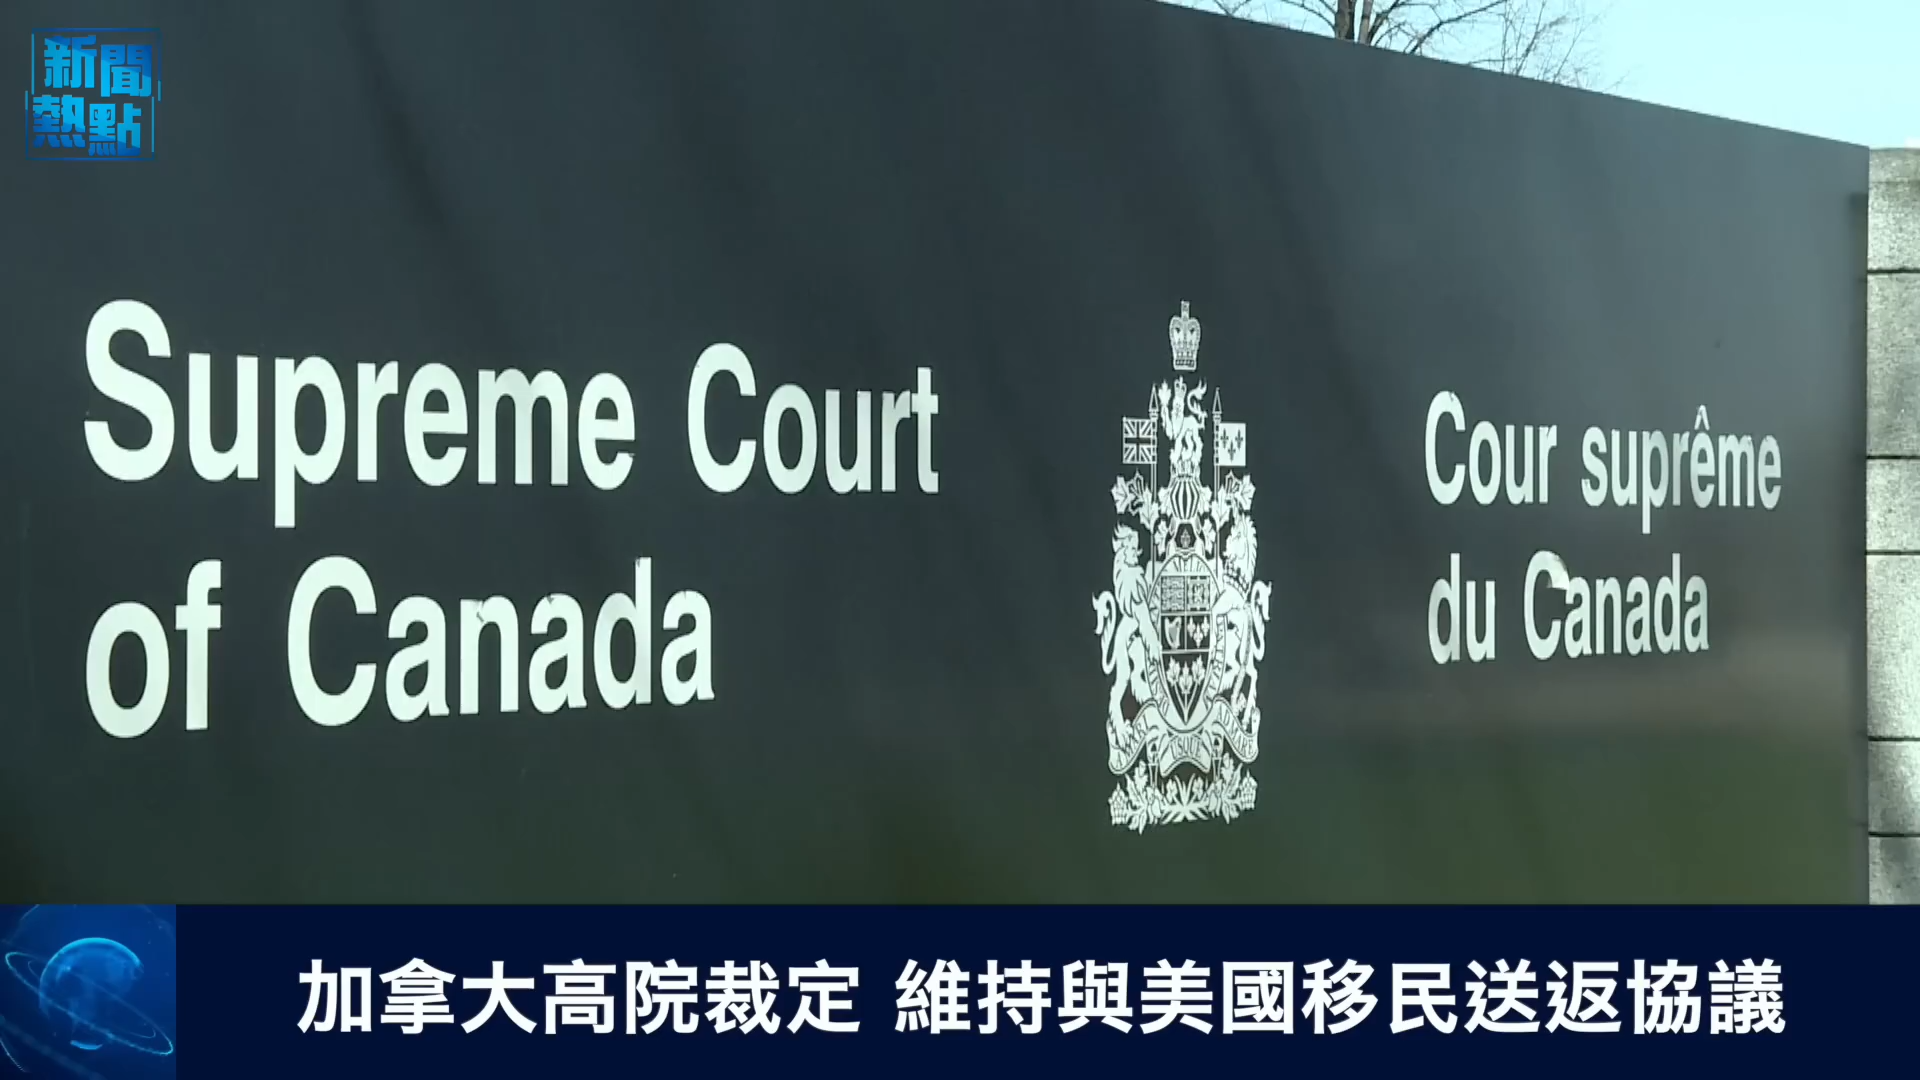 新聞
熱點
Supreme Court
of Canada
Cour suprême
du Canada
加拿大高院裁定 維持與美國移民送返協議